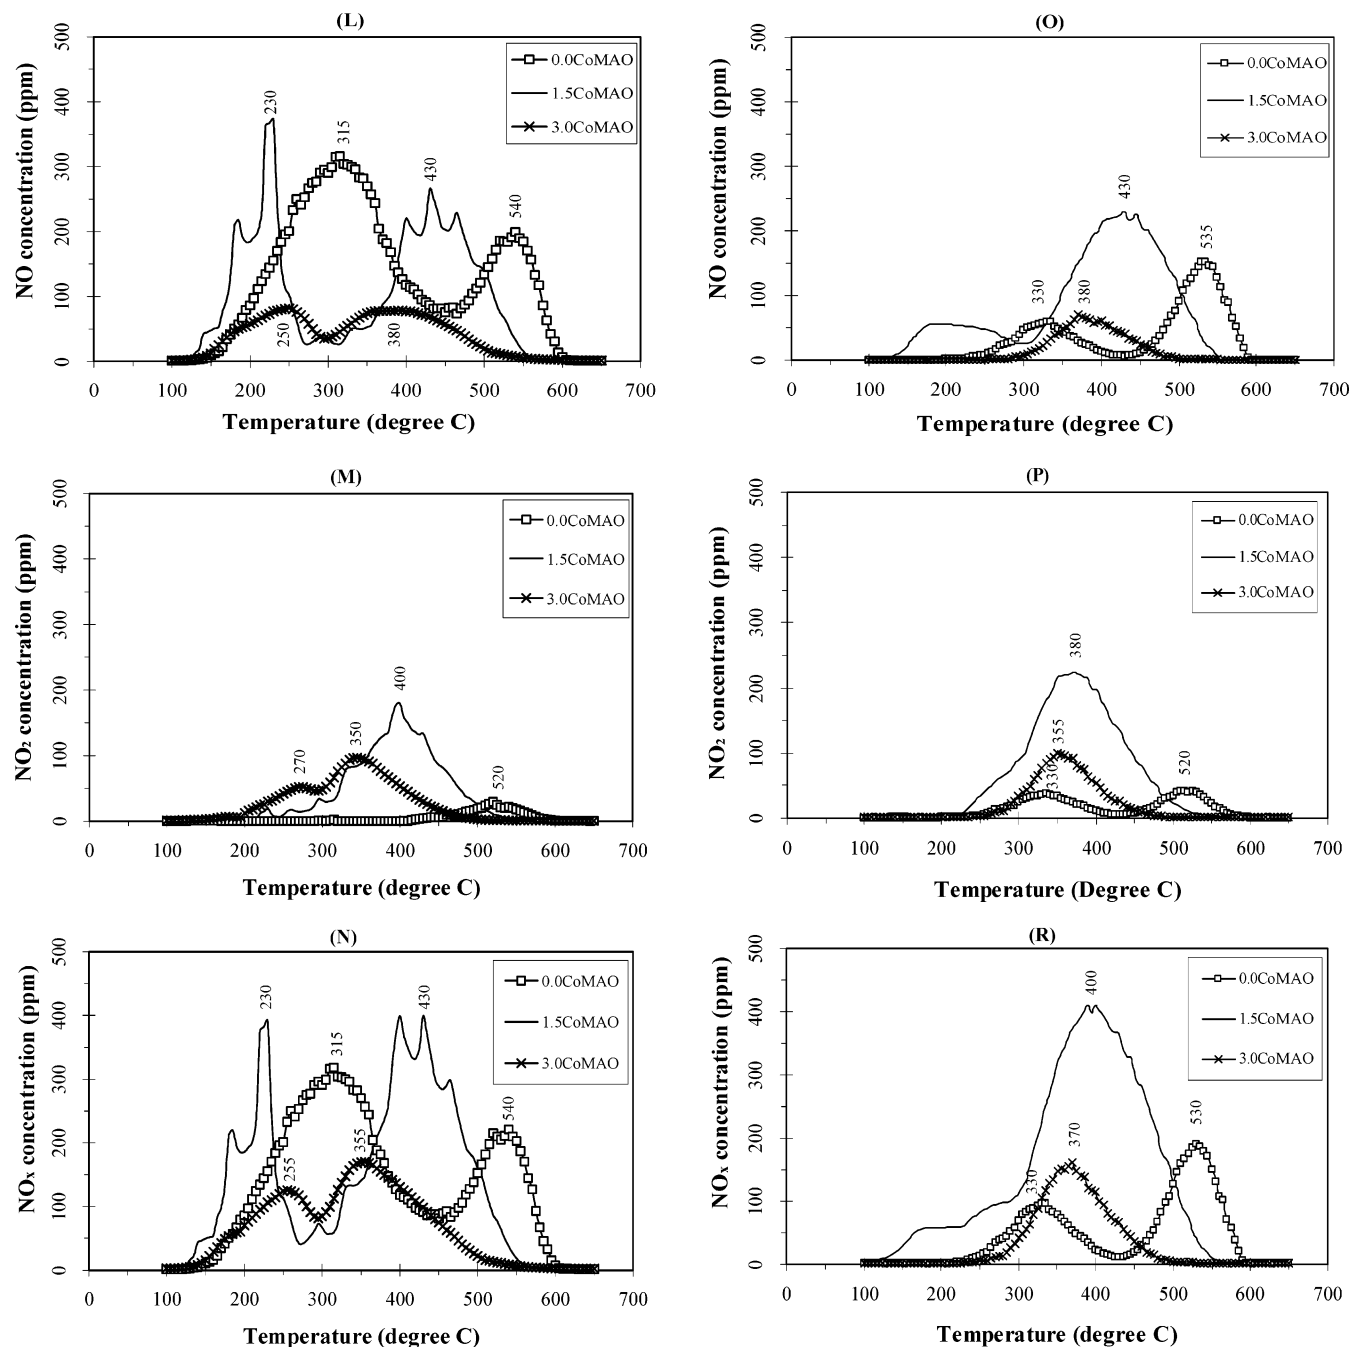 (L)
NO concentration (ppm)
500
400
300
200
100
0
0 100 200 300 400 500 600 700
Temperature (degree C)
0.0CoMAO
1.5CoMAO
3.0CoMAO
230
315
430
540
250
380
(O)
NO concentration (ppm)
500
400
300
200
100
0
0 100 200 300 400 500 600 700
Temperature (degree C)
0.0CoMAO
1.5CoMAO
3.0CoMAO
430
535
330
380
(M)
NO₂ concentration (ppm)
500
400
300
200
100
0
0 100 200 300 400 500 600 700
Temperature (degree C)
0.0CoMAO
1.5CoMAO
3.0CoMAO
400
350
270
520
(P)
NO₂ concentration (ppm)
500
400
300
200
100
0
0 100 200 300 400 500 600 700
Temperature (Degree C)
0.0CoMAO
1.5CoMAO
3.0CoMAO
380
355
330
520
(N)
NOₓ concentration (ppm)
500
400
300
200
100
0
0 100 200 300 400 500 600 700
Temperature (degree C)
0.0CoMAO
1.5CoMAO
3.0CoMAO
230
315
430
540
255
355
(R)
NOₓ concentration (ppm)
500
400
300
200
100
0
0 100 200 300 400 500 600 700
Temperature (degree C)
0.0CoMAO
1.5CoMAO
3.0CoMAO
400
370
330
530